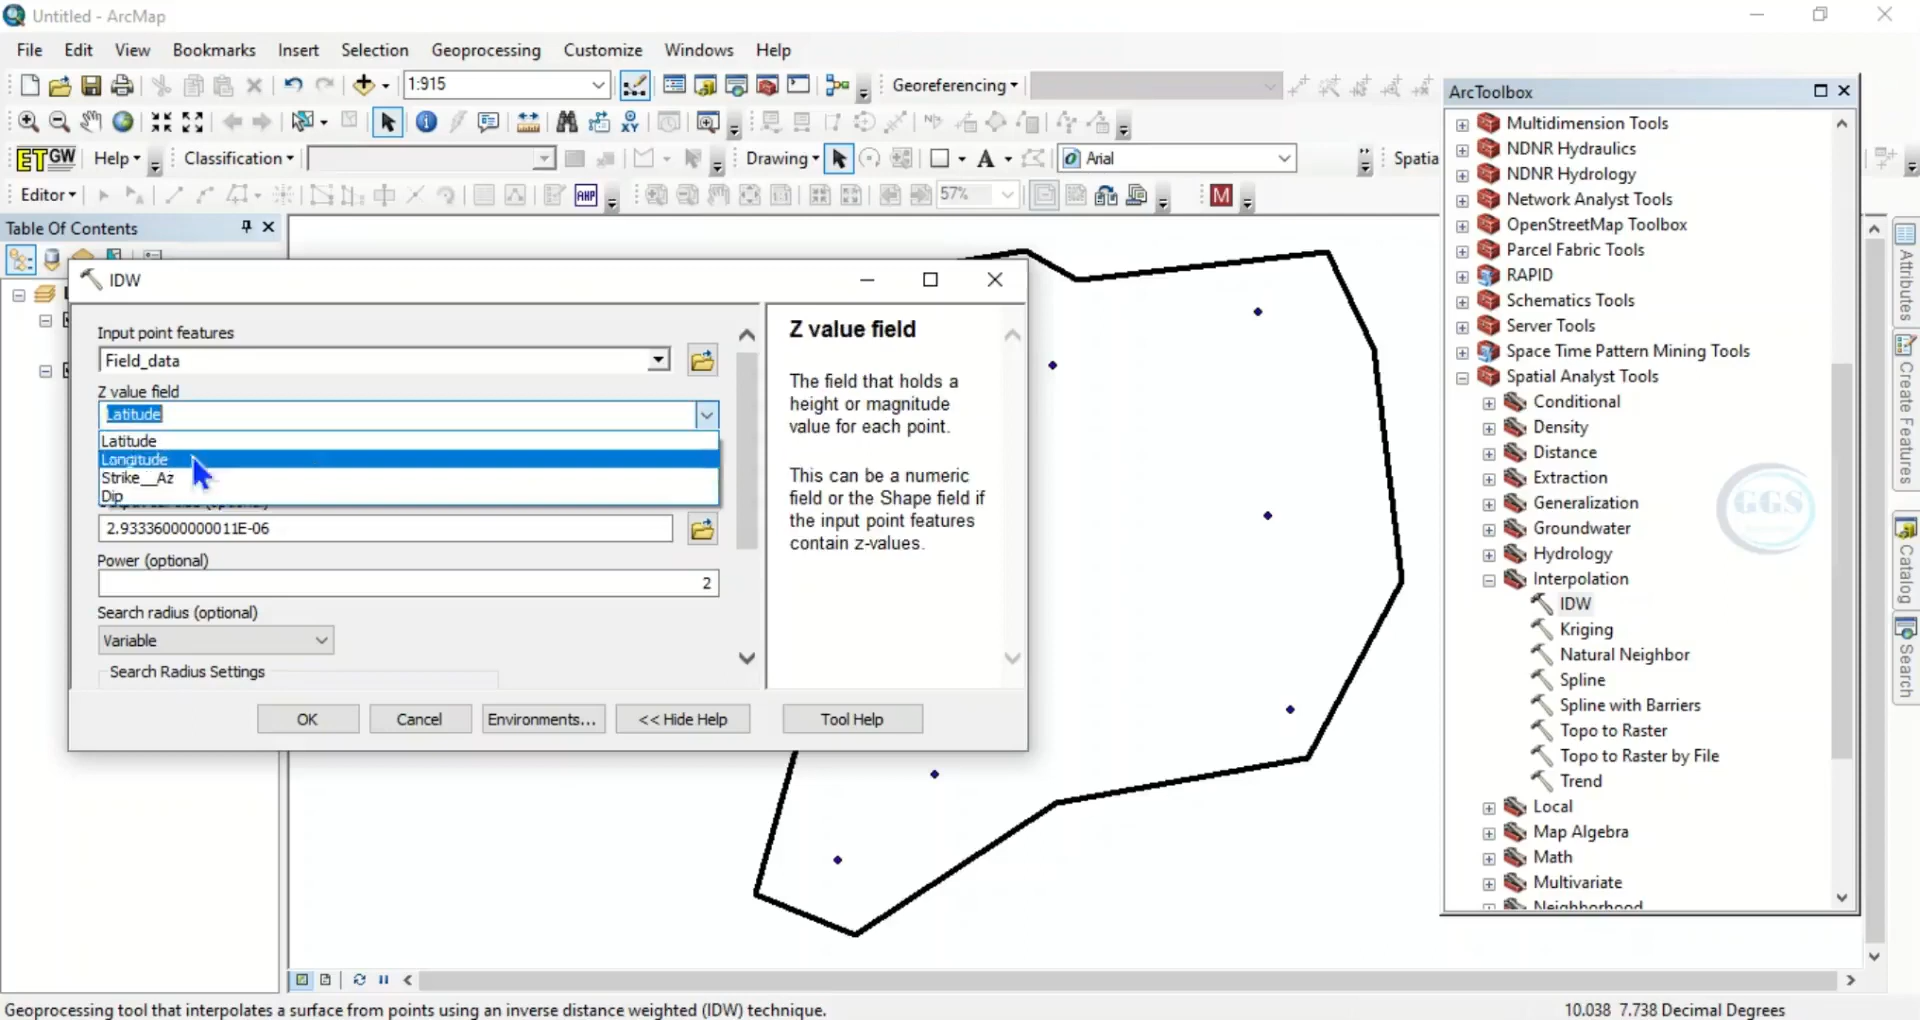 Untitled - ArcMap
File Edit View Bookmarks Insert Selection Geoprocessing Customize Windows Help
1:915
Georeferencing
ET GW Help Classification
Drawing
A
Arial
Spatia
Editor
AHP
57%
M
Table Of Contents
IDW
Input point features
Field_data
Z value field
Latitude
Latitude
Longitude
Strike__Az
Dip
2.93336000000011E-06
Power (optional)
2
Search radius (optional)
Variable
Search Radius Settings
OK
Cancel
Environments...
<< Hide Help
Tool Help
Z value field
The field that holds a
height or magnitude
value for each point.
This can be a numeric
field or the Shape field if
the input point features
contain z-values.
ArcToolbox
Multidimension Tools
NDNR Hydraulics
NDNR Hydrology
Network Analyst Tools
OpenStreetMap Toolbox
Parcel Fabric Tools
RAPID
Schematics Tools
Server Tools
Space Time Pattern Mining Tools
Spatial Analyst Tools
Conditional
Density
Distance
Extraction
Generalization
Groundwater
Hydrology
Interpolation
IDW
Kriging
Natural Neighbor
Spline
Spline with Barriers
Topo to Raster
Topo to Raster by File
Trend
Local
Map Algebra
Math
Multivariate
Neighborhood
GGS
Attributes
Create Features
Catalog
Search
Geoprocessing tool that interpolates a surface from points using an inverse distance weighted (IDW) technique.
10.038 7.738 Decimal Degrees